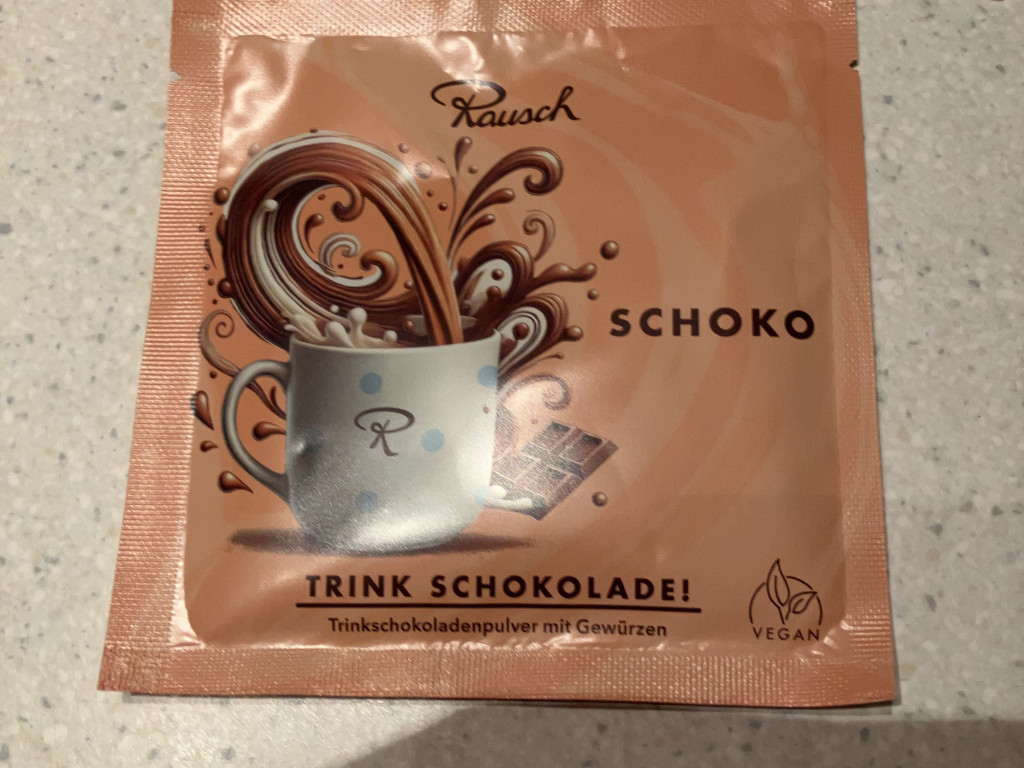 Rausch
SCHOKO
R
TRINK SCHOKOLADE!
Trinkschokoladenpulver mit Gewürzen
VEGAN